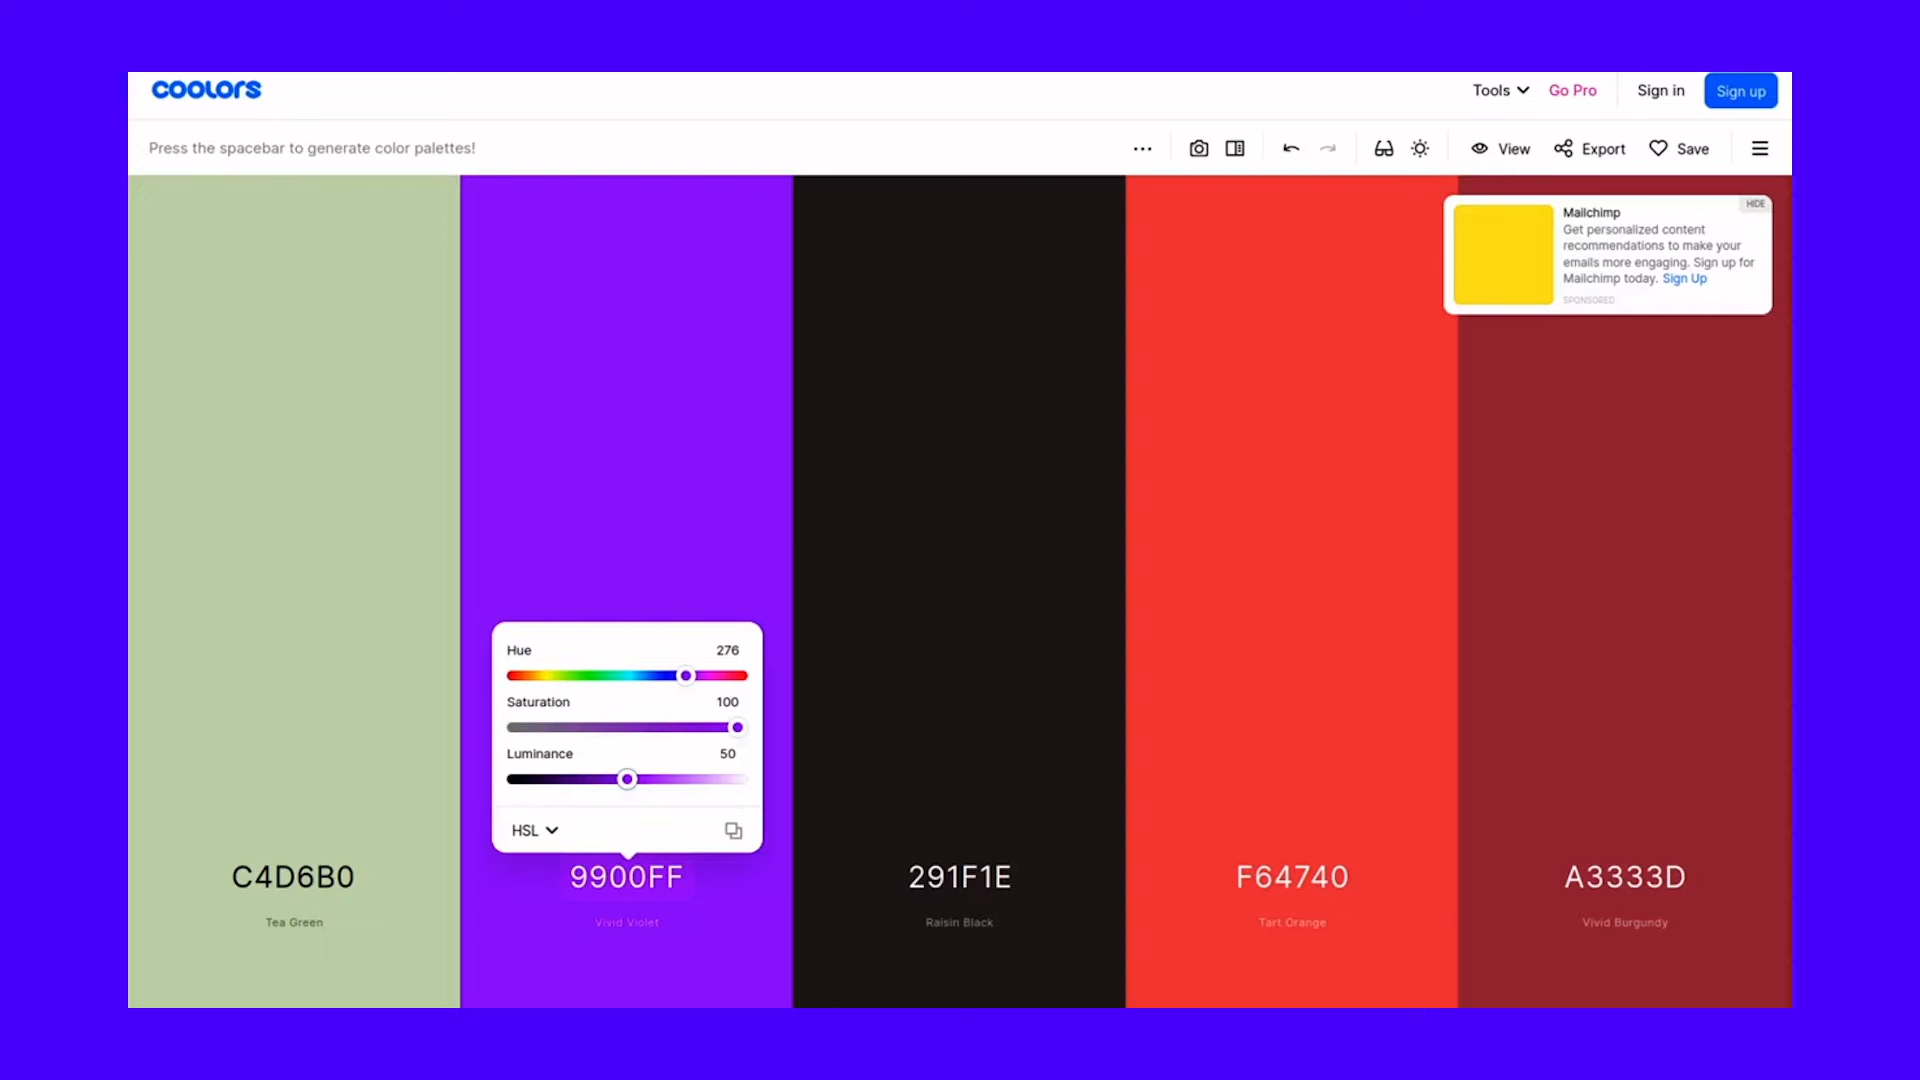 coolors
Tools Go Pro Sign in Sign up
Press the spacebar to generate color palettes!
View Export Save
HIDE
Mailchimp
Get personalized content
recommendations to make your
emails more engaging. Sign up for
Mailchimp today. Sign Up
SPONSORED
Hue 276
Saturation 100
Luminance 50
HSL
C4D6B0 9900FF 291F1E F64740 A3333D
Tea Green Vivid Violet Raisin Black Tart Orange Vivid Burgundy